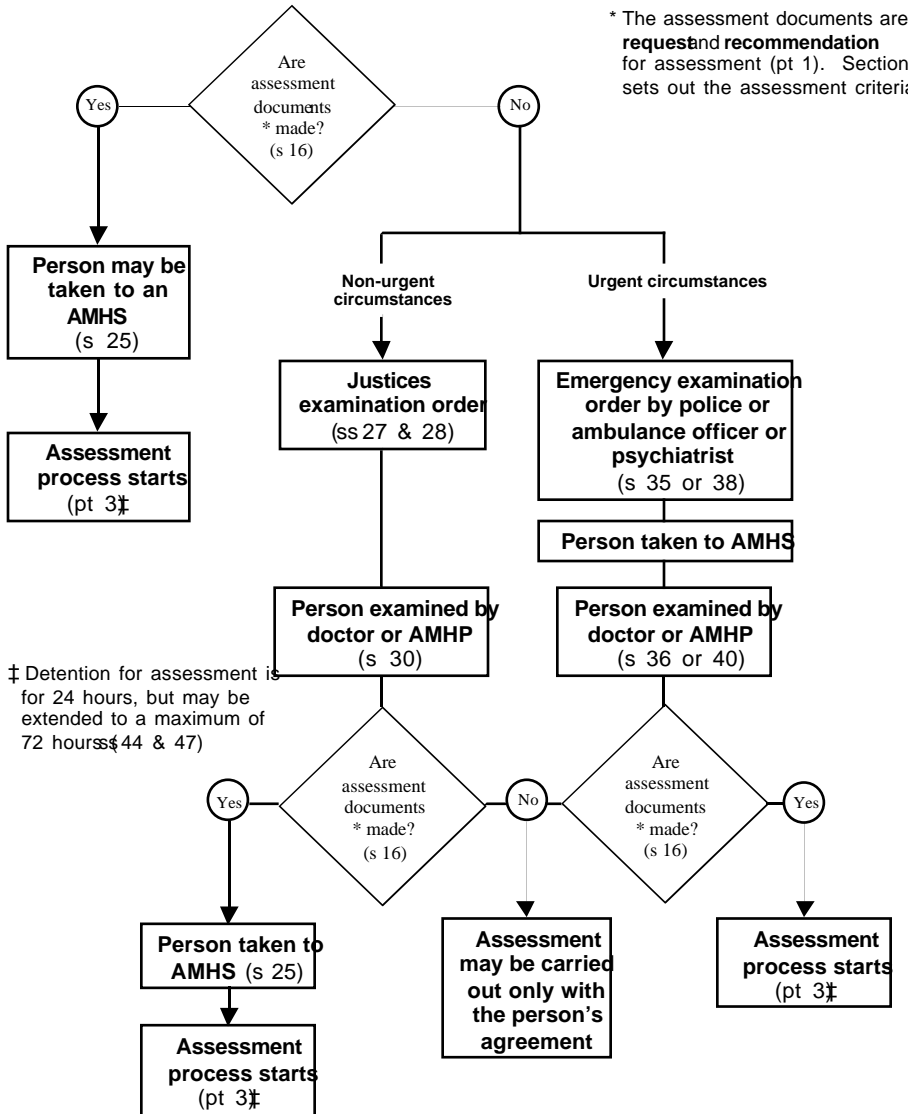 * The assessment documents are
request and recommendation
for assessment (pt 1). Section
sets out the assessment criteria
Are
assessment
documents
* made?
(s 16)
Yes
No
Person may be
taken to an
AMHS
(s 25)
Non-urgent
circumstances
Urgent circumstances
Justices
examination order
(ss 27 & 28)
Emergency examination
order by police or
ambulance officer or
psychiatrist
(s 35 or 38)
Assessment
process starts
(pt 3)‡
Person taken to AMHS
Person examined by
doctor or AMHP
(s 30)
Person examined by
doctor or AMHP
(s 36 or 40)
‡ Detention for assessment is
for 24 hours, but may be
extended to a maximum of
72 hours (ss 44 & 47)
Are
assessment
documents
* made?
(s 16)
Are
assessment
documents
* made?
(s 16)
Yes
No
Yes
Person taken to
AMHS (s 25)
Assessment
may be carried
out only with
the person's
agreement
Assessment
process starts
(pt 3)‡
Assessment
process starts
(pt 3)‡